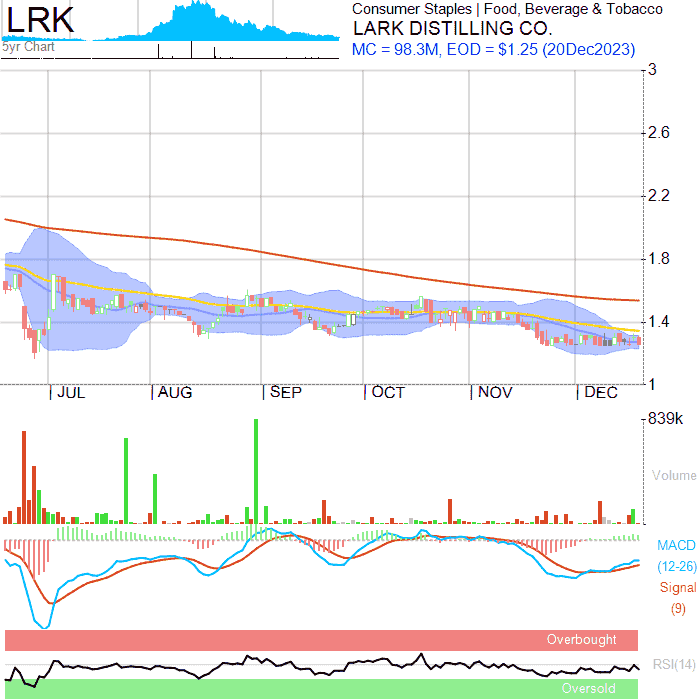 LRK
Consumer Staples | Food, Beverage & Tobacco
LARK DISTILLING CO.
5yr Chart
MC = 98.3M, EOD = $1.25 (20Dec2023)
3
2.6
2.2
1.8
1.4
1
JUL
AUG
SEP
OCT
NOV
DEC
839k
Volume
MACD
(12-26)
Signal
(9)
Overbought
RSI(14)
Oversold